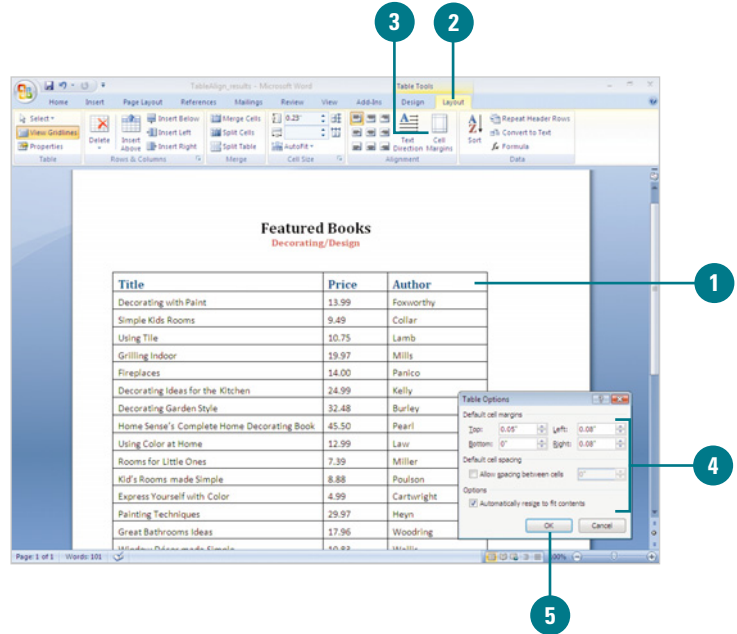 3
2
TableAlign_results - Microsoft Word
Table Tools
Home Insert Page Layout References Mailings Review View Add-Ins Design Layout
Select
View Gridlines
Properties
Table
Delete
Insert Above
Insert Below
Insert Left
Insert Right
Rows & Columns
Merge Cells
Split Cells
Split Table
Merge
0.23"
AutoFit
Cell Size
Text Direction
Cell Margins
Alignment
Sort
Repeat Header Rows
Convert to Text
Formula
Data
Featured Books
Decorating/Design
1
Title Price Author
Decorating with Paint 13.99 Foxworthy
Simple Kids Rooms 9.49 Collar
Using Tile 10.75 Lamb
Grilling Indoor 19.97 Mills
Fireplaces 14.00 Panico
Decorating Ideas for the Kitchen 24.99 Kelly
Decorating Garden Style 32.48 Burley
Home Sense's Complete Home Decorating Book 45.50 Pearl
Using Color at Home 12.99 Law
Rooms for Little Ones 7.39 Miller
Kid's Rooms made Simple 8.88 Poulson
Express Yourself with Color 4.99 Cartwright
Painting Techniques 29.97 Heyn
Great Bathrooms Ideas 17.96 Woodring
Window Décor made Simple 10.83 Wallis
Table Options
Default cell margins
Top: 0.05" Left: 0.08"
Bottom: 0" Right: 0.08"
Default cell spacing
Allow spacing between cells 0"
Options
Automatically resize to fit contents
OK Cancel
4
Page: 1 of 1 Words: 101
100%
5